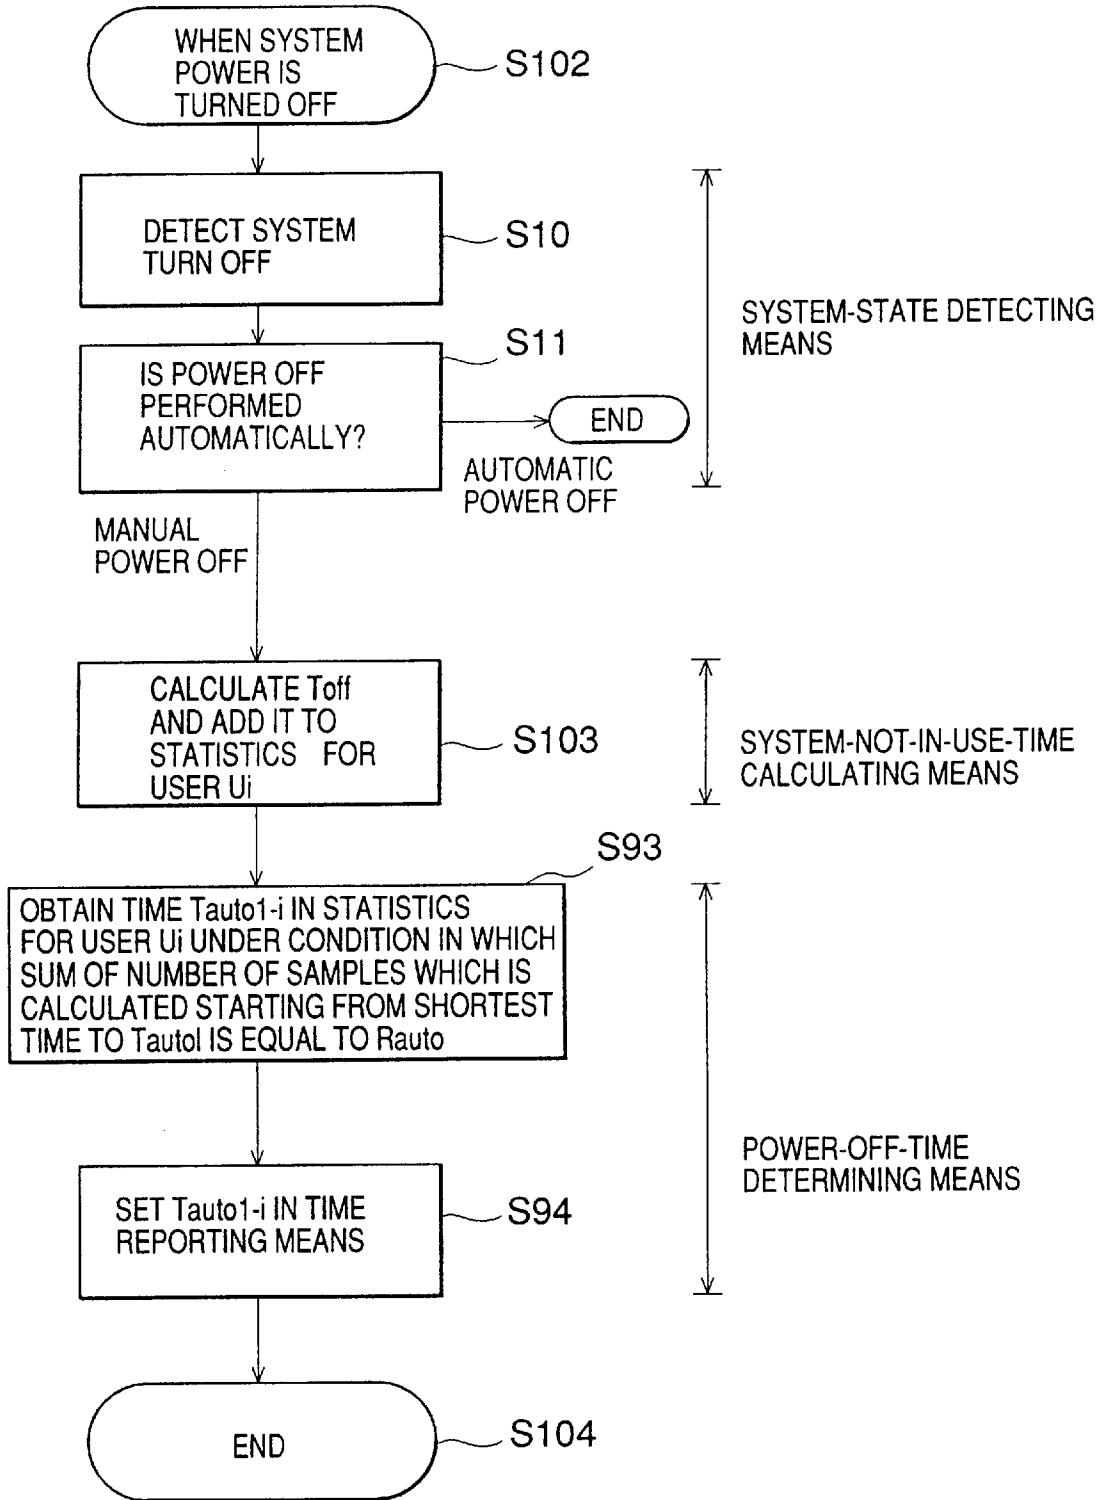 WHEN SYSTEM
POWER IS
TURNED OFF
S102
DETECT SYSTEM
TURN OFF
S10
SYSTEM-STATE DETECTING
MEANS
S11
IS POWER OFF
PERFORMED
AUTOMATICALLY?
END
AUTOMATIC
POWER OFF
MANUAL
POWER OFF
CALCULATE Toff
AND ADD IT TO
STATISTICS FOR
USER Ui
S103
SYSTEM-NOT-IN-USE-TIME
CALCULATING MEANS
S93
OBTAIN TIME Tauto1-i IN STATISTICS
FOR USER Ui UNDER CONDITION IN WHICH
SUM OF NUMBER OF SAMPLES WHICH IS
CALCULATED STARTING FROM SHORTEST
TIME TO Tautol IS EQUAL TO Rauto
POWER-OFF-TIME
DETERMINING MEANS
SET Tauto1-i IN TIME
REPORTING MEANS
S94
END
S104